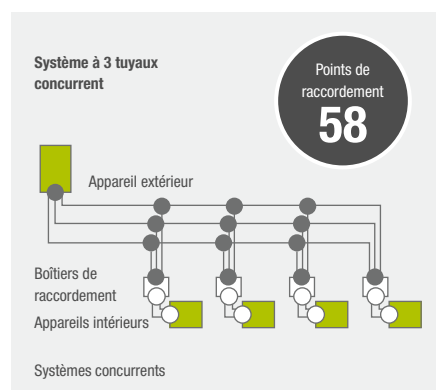 Système à 3 tuyaux
concurrent
Points de
raccordement
58
Appareil extérieur
Boîtiers de
raccordement
Appareils intérieurs
Systèmes concurrents